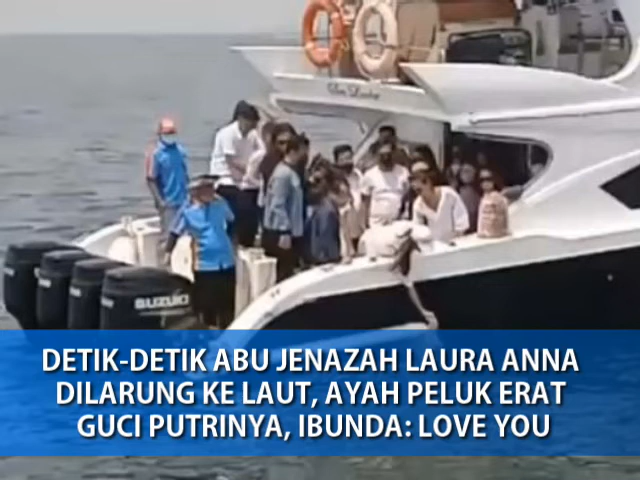 SUZUKI
DETIK-DETIK ABU JENAZAH LAURA ANNA
DILARUNG KE LAUT, AYAH PELUK ERAT
GUCI PUTRINYA, IBUNDA: LOVE YOU